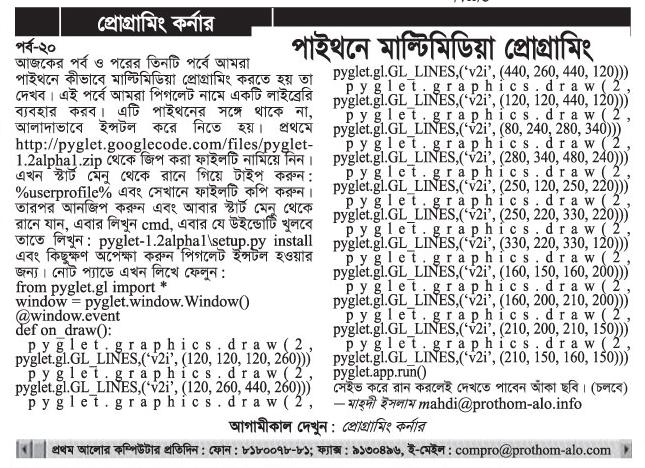 প্রোগ্রামিং কর্নার
পাইথনে মাল্টিমিডিয়া প্রোগ্রামিং
পর্ব-২০
আজকের পর্ব ও পরের তিনটি পর্বে আমরা
পাইথনে কীভাবে মাল্টিমিডিয়া প্রোগ্রামিং করতে হয় তা
দেখব। এই পর্বে আমরা পিগলেট নামে একটি লাইব্রেরি
ব্যবহার করব। এটি পাইথনের সঙ্গে থাকে না,
আলাদাভাবে ইন্সটল করে নিতে হয়। প্রথমে
http://pyglet.googlecode.com/files/pyglet-
1.2alpha1.zip থেকে জিপ করা ফাইলটি নামিয়ে নিন।
এখন স্টার্ট মেনু থেকে রানে গিয়ে টাইপ করুন :
%userprofile% এবং সেখানে ফাইলটি কপি করুন।
তারপর আনজিপ করুন এবং আবার স্টার্ট মেনু থেকে
রানে যান, এবার লিখুন cmd, এবার যে উইন্ডোটি খুলবে
তাতে লিখুন : pyglet-1.2alpha1\setup.py install
এবং কিছুক্ষণ অপেক্ষা করুন পিগলেট ইন্সটল হওয়ার
জন্য। নোট প্যাডে এখন লিখে ফেলুন :
from pyglet.gl import *
window = pyglet.window.Window()
@window.event
def on_draw():
pyglet.graphics.draw(2,
pyglet.gl.GL_LINES,(‘v2i’, (120, 120, 120, 260)))
pyglet.graphics.draw(2,
pyglet.gl.GL_LINES,(‘v2i’, (120, 260, 440, 260)))
pyglet.graphics.draw(2,
pyglet.gl.GL_LINES,(‘v2i’, (440, 260, 440, 120)))
pyglet.graphics.draw(2,
pyglet.gl.GL_LINES,(‘v2i’, (120, 120, 440, 120)))
pyglet.graphics.draw(2,
pyglet.gl.GL_LINES,(‘v2i’, (80, 240, 280, 340)))
pyglet.graphics.draw(2,
pyglet.gl.GL_LINES,(‘v2i’, (280, 340, 480, 240)))
pyglet.graphics.draw(2,
pyglet.gl.GL_LINES,(‘v2i’, (250, 120, 250, 220)))
pyglet.graphics.draw(2,
pyglet.gl.GL_LINES,(‘v2i’, (250, 220, 330, 220)))
pyglet.graphics.draw(2,
pyglet.gl.GL_LINES,(‘v2i’, (330, 220, 330, 120)))
pyglet.graphics.draw(2,
pyglet.gl.GL_LINES,(‘v2i’, (160, 150, 160, 200)))
pyglet.graphics.draw(2,
pyglet.gl.GL_LINES,(‘v2i’, (160, 200, 210, 200)))
pyglet.graphics.draw(2,
pyglet.gl.GL_LINES,(‘v2i’, (210, 200, 210, 150)))
pyglet.graphics.draw(2,
pyglet.gl.GL_LINES,(‘v2i’, (210, 150, 160, 150)))
pyglet.app.run()
সেইভ করে রান করলেই দেখতে পাবেন আঁকা ছবি। (চলবে)
—মাহ্‌দী ইসলাম mahdi@prothom-alo.info
আগামীকাল দেখুন : প্রোগ্রামিং কর্নার
প্রথম আলোর কম্পিউটার প্রতিদিন : ফোন : ৮১৮০০৭৮-৮১; ফ্যাক্স : ৯১৩০৪৯৬, ই-মেইল : compro@prothom-alo.com